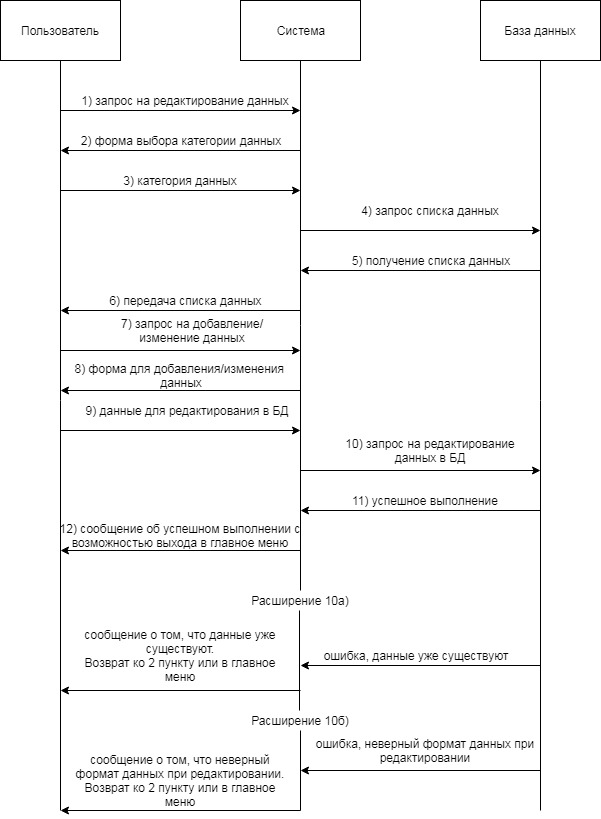 Пользователь
Система
База данных
1) запрос на редактирование данных
2) форма выбора категории данных
3) категория данных
4) запрос списка данных
5) получение списка данных
6) передача списка данных
7) запрос на добавление/
изменение данных
8) форма для добавления/изменения
данных
9) данные для редактирования в БД
10) запрос на редактирование
данных в БД
11) успешное выполнение
12) сообщение об успешном выполнении с
возможностью выхода в главное меню
Расширение 10а)
сообщение о том, что данные уже
существуют.
Возврат ко 2 пункту или в главное
меню
ошибка, данные уже существуют
Расширение 10б)
ошибка, неверный формат данных при
редактировании
сообщение о том, что неверный
формат данных при редактировании.
Возврат ко 2 пункту или в главное
меню